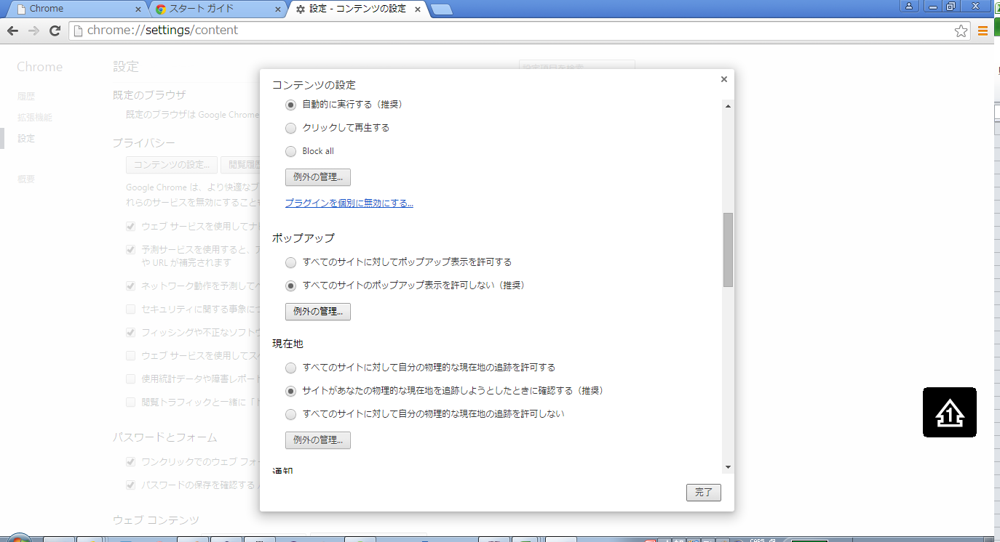 Chrome
スタート ガイド
設定 - コンテンツの設定
chrome://settings/content
Chrome
履歴
拡張機能
設定
概要
設定
設定項目を検索
既定のブラウザ
既定のブラウザは Google Chrome
プライバシー
コンテンツの設定...
閲覧履歴
Google Chrome は、より快適なブ
れらのサービスを無効にすることも
ウェブ サービスを使用してナ
予測サービスを使用すると、ア
や URL が補完されます
ネットワーク動作を予測してペ
セキュリティに関する事象につ
フィッシングや不正なソフトウ
ウェブ サービスを使用してス
使用統計データや障害レポート
閲覧トラフィックと一緒に「
パスワードとフォーム
ワンクリックでのウェブ フォー
パスワードの保存を確認する
ウェブ コンテンツ
コンテンツの設定
自動的に実行する（推奨）
クリックして再生する
Block all
例外の管理...
プラグインを個別に無効にする...
ポップアップ
すべてのサイトに対してポップアップ表示を許可する
すべてのサイトのポップアップ表示を許可しない（推奨）
例外の管理...
現在地
すべてのサイトに対して自分の物理的な現在地の追跡を許可する
サイトがあなたの物理的な現在地を追跡しようとしたときに確認する（推奨）
すべてのサイトに対して自分の物理的な現在地の追跡を許可しない
例外の管理...
通知
完了
1
CAPS